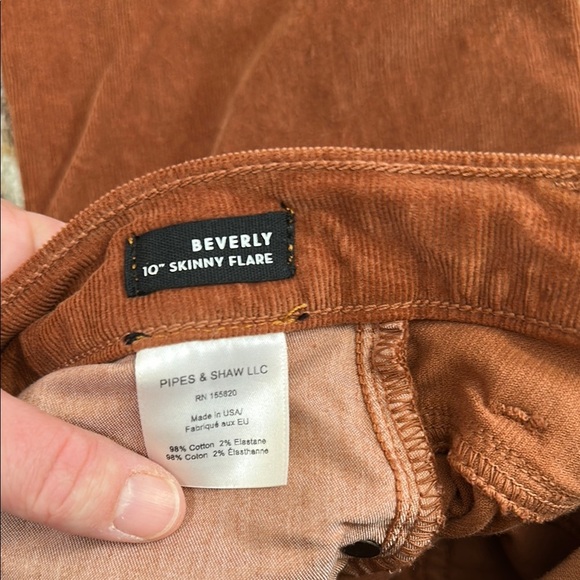 BEVERLY
10" SKINNY FLARE
PIPES & SHAW LLC
RN 155820
Made in USA/
Fabriqué aux EU
98% Cotton 2% Elastane
98% Coton 2% Élasthanne